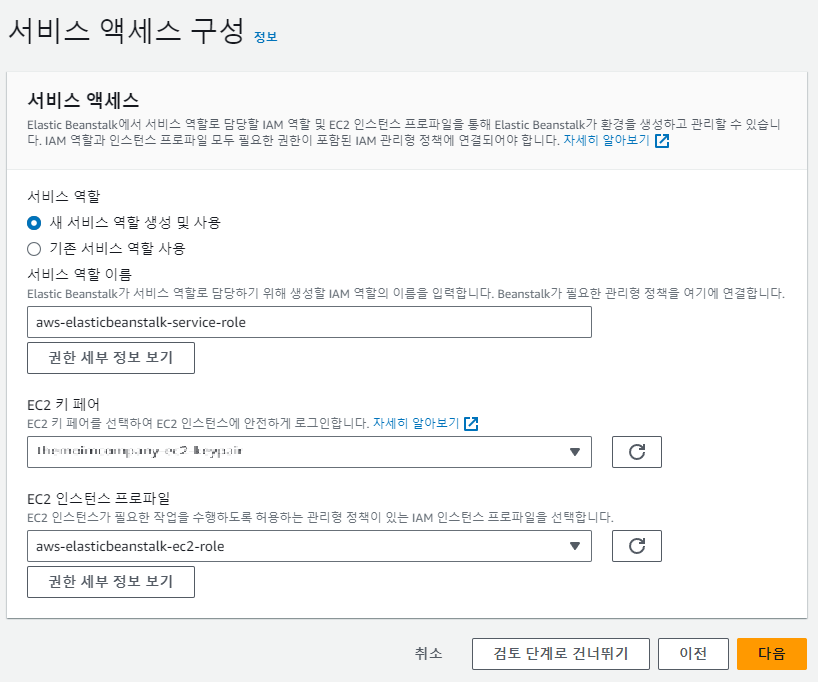 서비스 액세스 구성 정보
서비스 액세스
Elastic Beanstalk에서 서비스 역할로 담당할 IAM 역할 및 EC2 인스턴스 프로파일을 통해 Elastic Beanstalk가 환경을 생성하고 관리할 수 있습니
다. IAM 역할과 인스턴스 프로파일 모두 필요한 권한이 포함된 IAM 관리형 정책에 연결되어야 합니다. 자세히 알아보기
서비스 역할
새 서비스 역할 생성 및 사용
기존 서비스 역할 사용
서비스 역할 이름
Elastic Beanstalk가 서비스 역할로 담당하기 위해 생성할 IAM 역할의 이름을 입력합니다. Beanstalk가 필요한 관리형 정책을 여기에 연결합니다.
aws-elasticbeanstalk-service-role
권한 세부 정보 보기
EC2 키 페어
EC2 키 페어를 선택하여 EC2 인스턴스에 안전하게 로그인합니다. 자세히 알아보기
EC2 인스턴스 프로파일
EC2 인스턴스가 필요한 작업을 수행하도록 허용하는 관리형 정책이 있는 IAM 인스턴스 프로파일을 선택합니다.
aws-elasticbeanstalk-ec2-role
권한 세부 정보 보기
취소 검토 단계로 건너뛰기 이전 다음